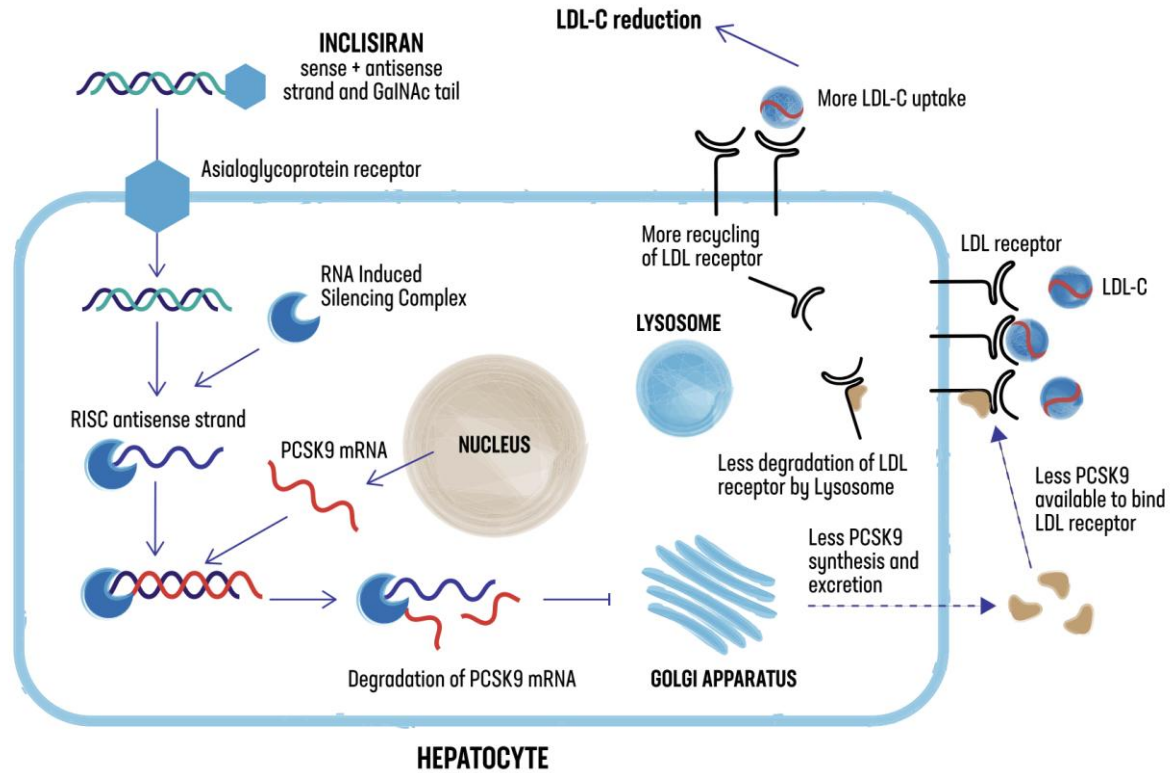 LDL-C reduction
INCLISIRAN
sense + antisense
strand and GalNAc tail
More LDL-C uptake
Asialoglycoprotein receptor
More recycling
of LDL receptor
LDL receptor
RNA Induced
Silencing Complex
LDL-C
LYSOSOME
RISC antisense strand
PCSK9 mRNA
NUCLEUS
Less degradation of LDL
receptor by Lysosome
Less PCSK9
available to bind
LDL receptor
Less PCSK9
synthesis and
excretion
Degradation of PCSK9 mRNA
GOLGI APPARATUS
HEPATOCYTE